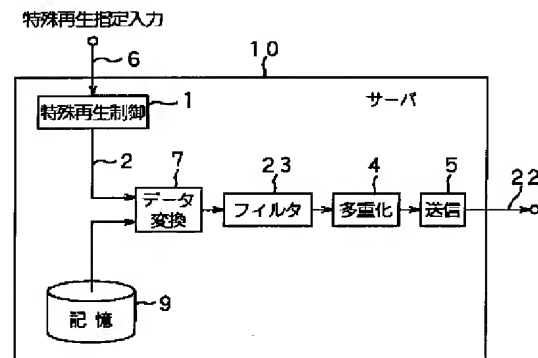 特殊再生指定入力
6
10
特殊再生制御
1
サーバ
2
7
23
4
5
22
データ
変換
フィルタ
多重化
送信
9
記憶